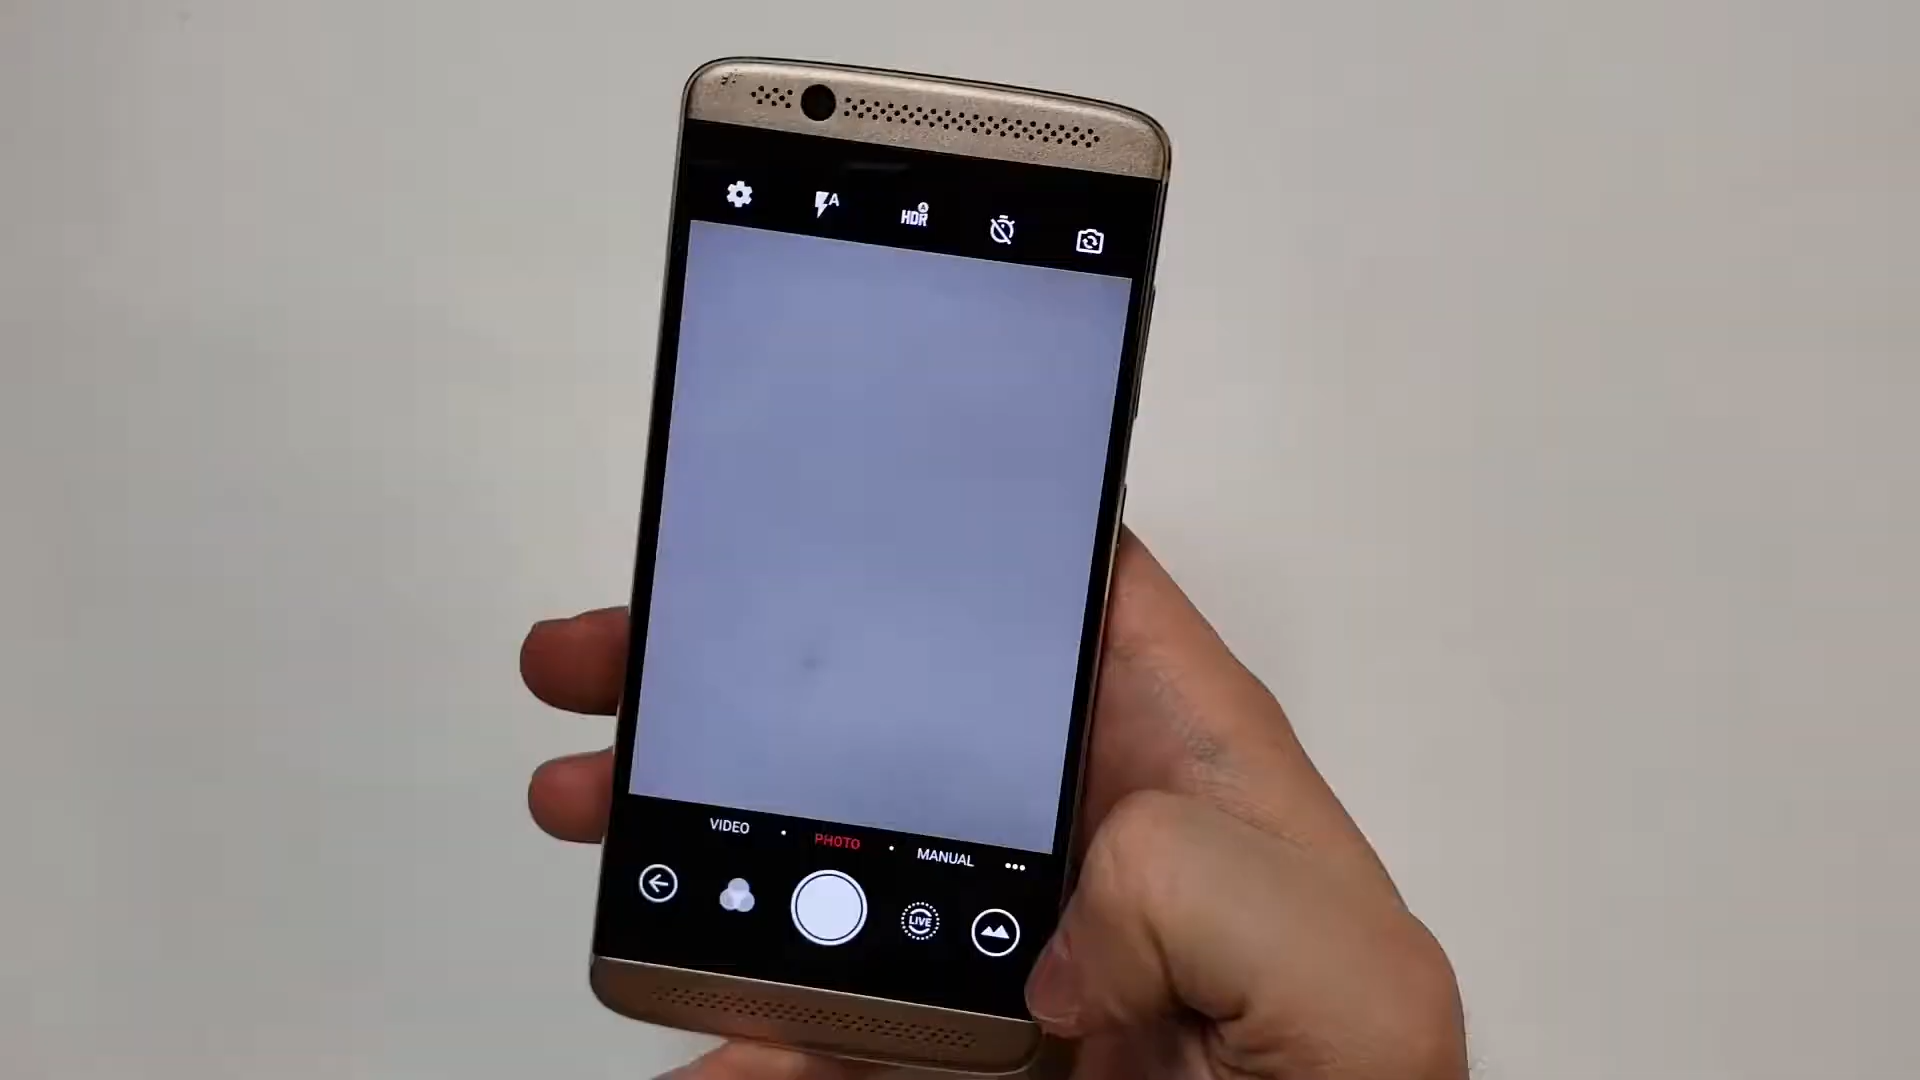 A
HDR A
VIDEO • PHOTO • MANUAL •••
LIVE